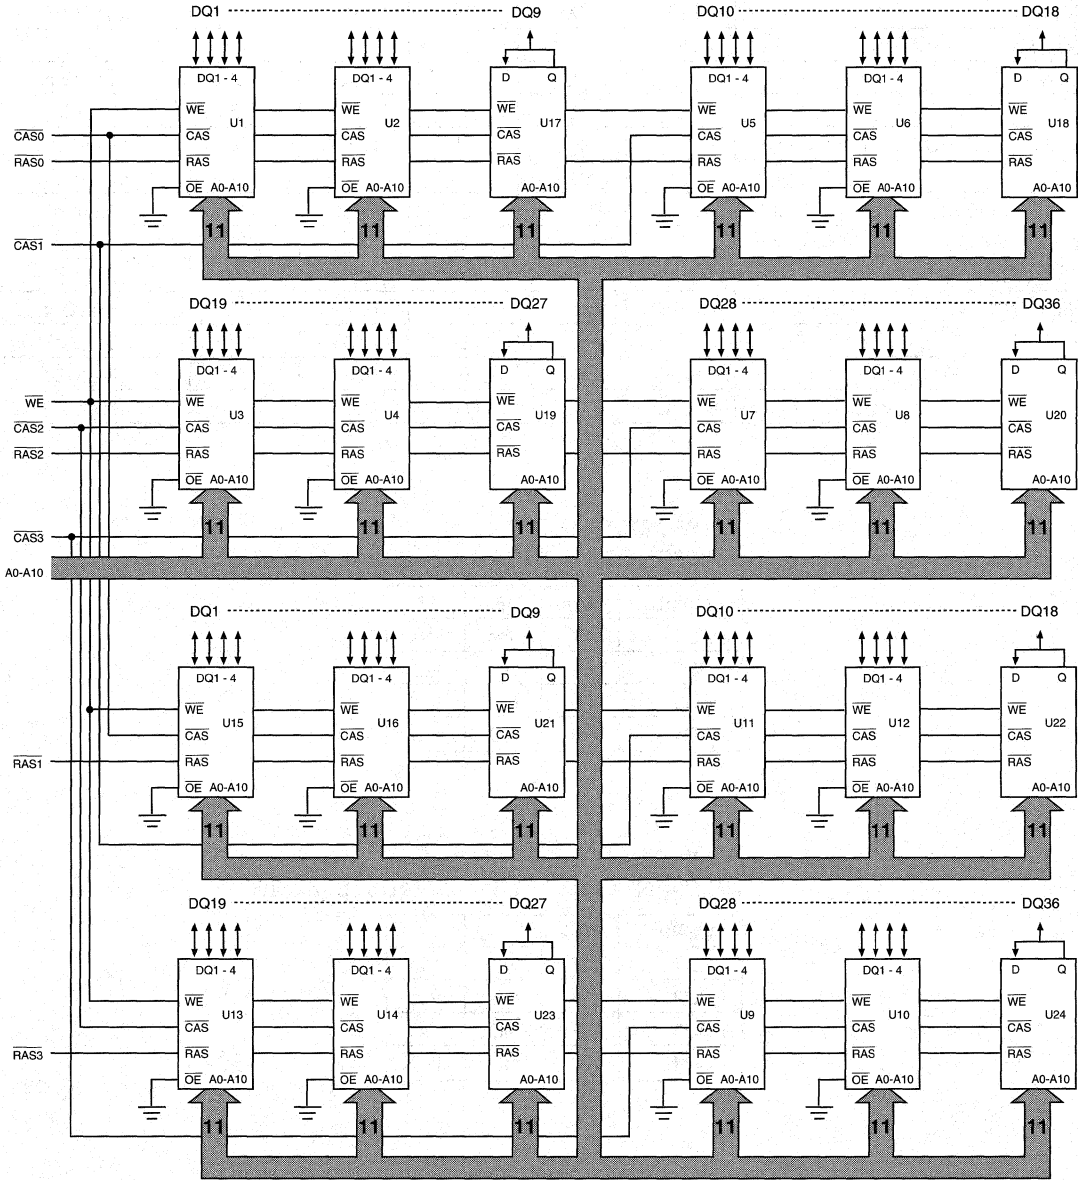 DQ1 DQ9 DQ10 DQ18
DQ1 - 4 DQ1 - 4 D Q DQ1 - 4 DQ1 - 4 D Q
WE WE WE WE WE WE
U1 U2 U17 U5 U6 U18
CAS0 CAS CAS CAS CAS CAS CAS
RAS0 RAS RAS RAS RAS RAS RAS
OE A0-A10 OE A0-A10 A0-A10 OE A0-A10 OE A0-A10 A0-A10
11 11 11 11 11 11
CAS1
DQ19 DQ27 DQ28 DQ36
DQ1 - 4 DQ1 - 4 D Q DQ1 - 4 DQ1 - 4 D Q
WE WE WE WE WE WE WE
U3 U4 U19 U7 U8 U20
CAS2 CAS CAS CAS CAS CAS CAS
RAS2 RAS RAS RAS RAS RAS RAS
OE A0-A10 OE A0-A10 A0-A10 OE A0-A10 OE A0-A10 A0-A10
11 11 11 11 11 11
CAS3
A0-A10
DQ1 DQ9 DQ10 DQ18
DQ1 - 4 DQ1 - 4 D Q DQ1 - 4 DQ1 - 4 D Q
WE WE WE WE WE WE
U15 U16 U21 U11 U12 U22
CAS CAS CAS CAS CAS CAS
RAS1 RAS RAS RAS RAS RAS RAS
OE A0-A10 OE A0-A10 A0-A10 OE A0-A10 OE A0-A10 A0-A10
11 11 11 11 11 11
DQ19 DQ27 DQ28 DQ36
DQ1 - 4 DQ1 - 4 D Q DQ1 - 4 DQ1 - 4 D Q
WE WE WE WE WE WE
U13 U14 U23 U9 U10 U24
CAS CAS CAS CAS CAS CAS
RAS3 RAS RAS RAS RAS RAS RAS
OE A0-A10 OE A0-A10 A0-A10 OE A0-A10 OE A0-A10 A0-A10
11 11 11 11 11 11